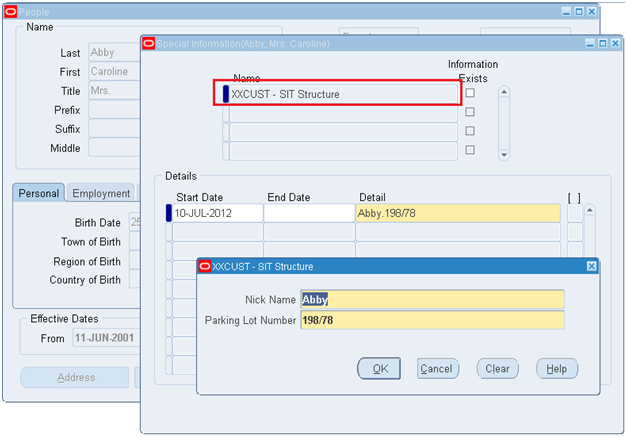 People
Name
Last Abby
First Caroline
Title Mrs.
Prefix
Suffix
Middle
Personal Employment
Birth Date 25
Town of Birth
Region of Birth
Country of Birth
Effective Dates
From 11-JUN-2001
Address
Special Information(Abby, Mrs. Caroline)
Information
Name Exists
XXCUST - SIT Structure
Details
Start Date End Date Detail [ ]
10-JUL-2012 Abby.198/78
XXCUST - SIT Structure
Nick Name Abby
Parking Lot Number 198/78
OK Cancel Clear Help